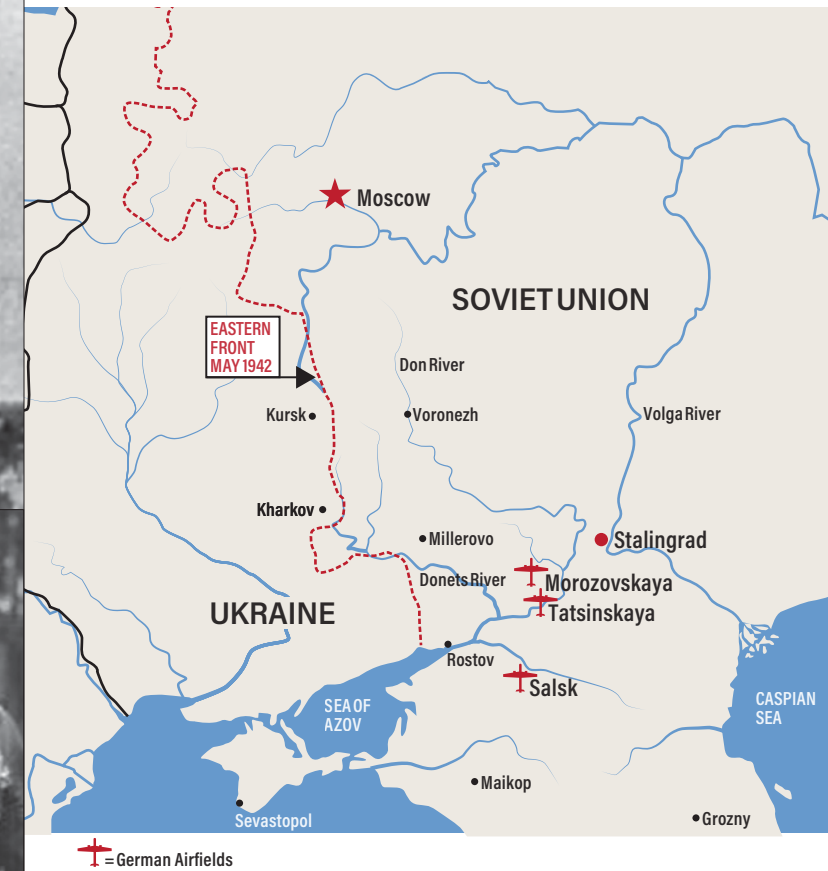 Moscow
SOVIET UNION
EASTERN
FRONT
MAY 1942
Don River
Kursk
Voronezh
Volga River
Kharkov
Millerovo
Stalingrad
Donets River
Morozovskaya
UKRAINE
Tatsinskaya
Rostov
Salsk
SEA OF
AZOV
CASPIAN
SEA
Maikop
Sevastopol
Grozny
= German Airfields